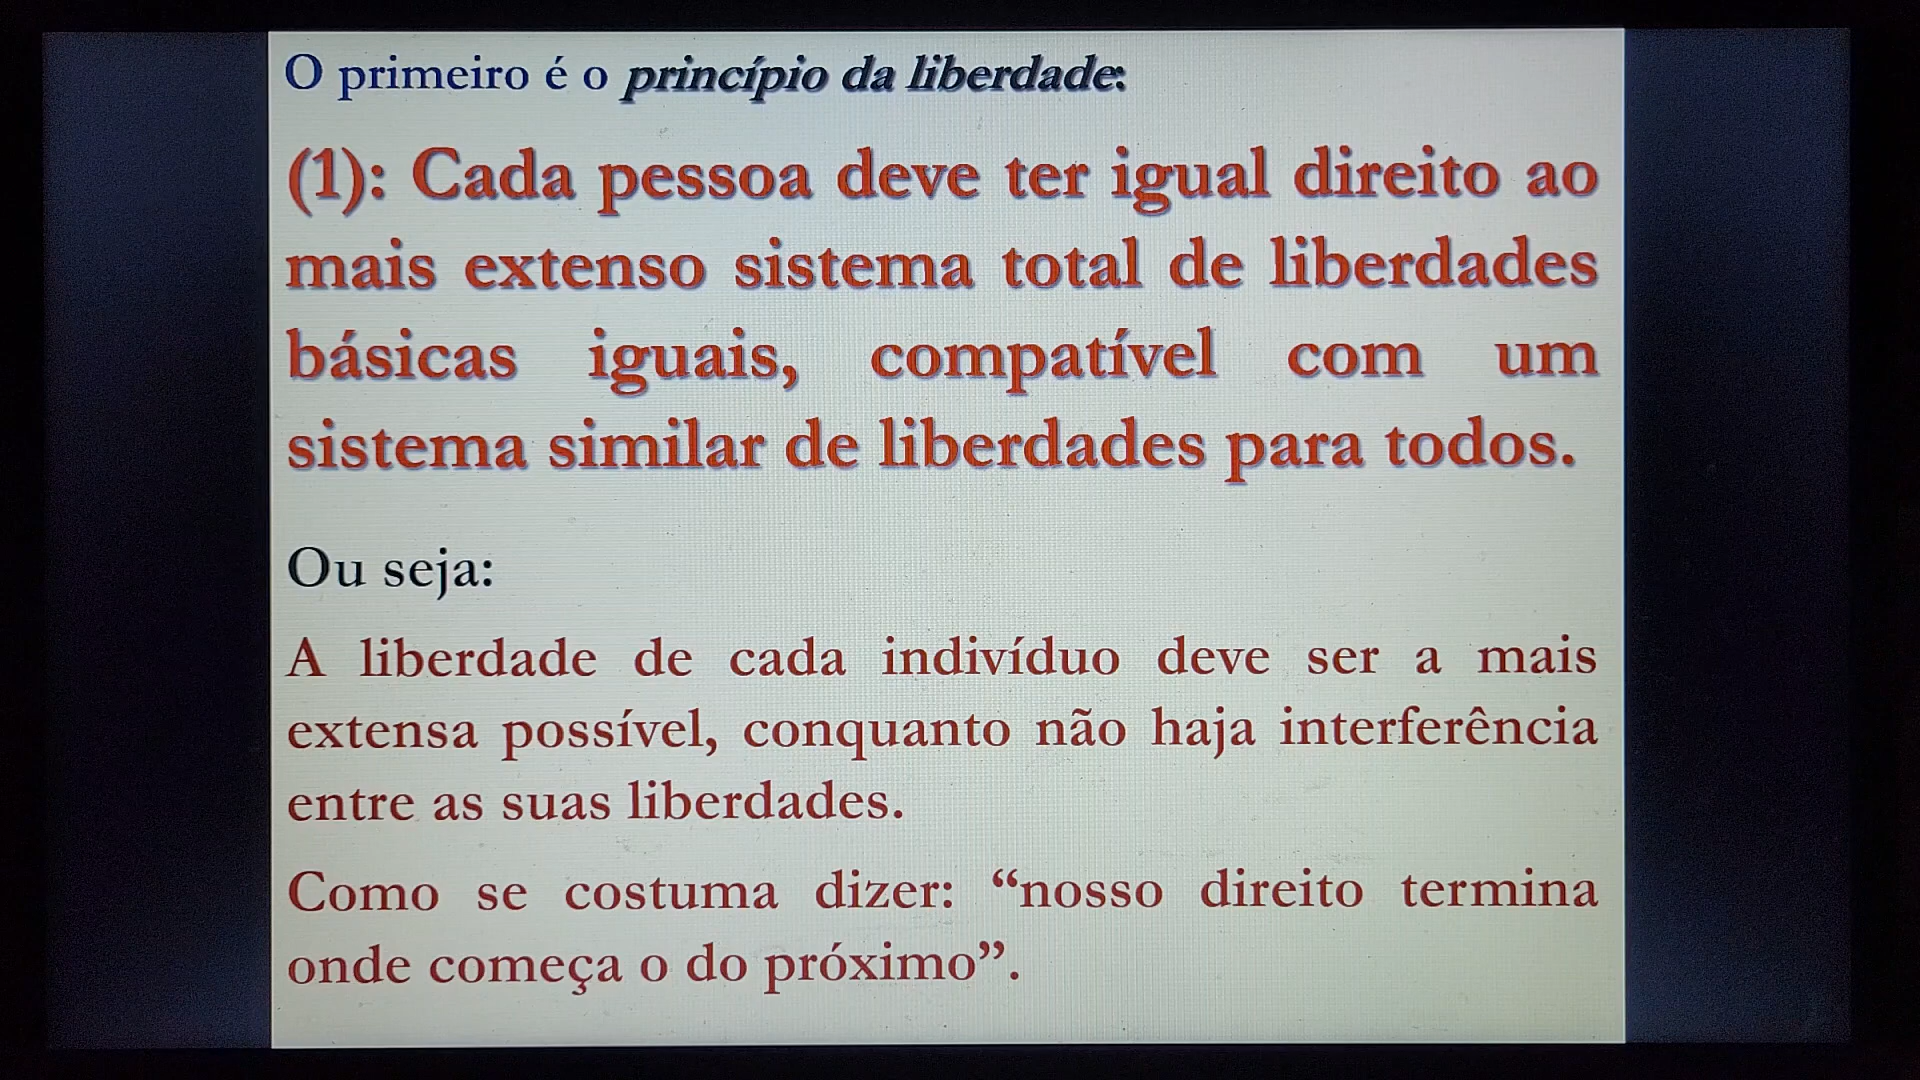 O primeiro é o princípio da liberdade:
(1): Cada pessoa deve ter igual direito ao
mais extenso sistema total de liberdades
básicas iguais, compatível com um
sistema similar de liberdades para todos.
Ou seja:
A liberdade de cada indivíduo deve ser a mais
extensa possível, conquanto não haja interferência
entre as suas liberdades.
Como se costuma dizer: “nosso direito termina
onde começa o do próximo”.